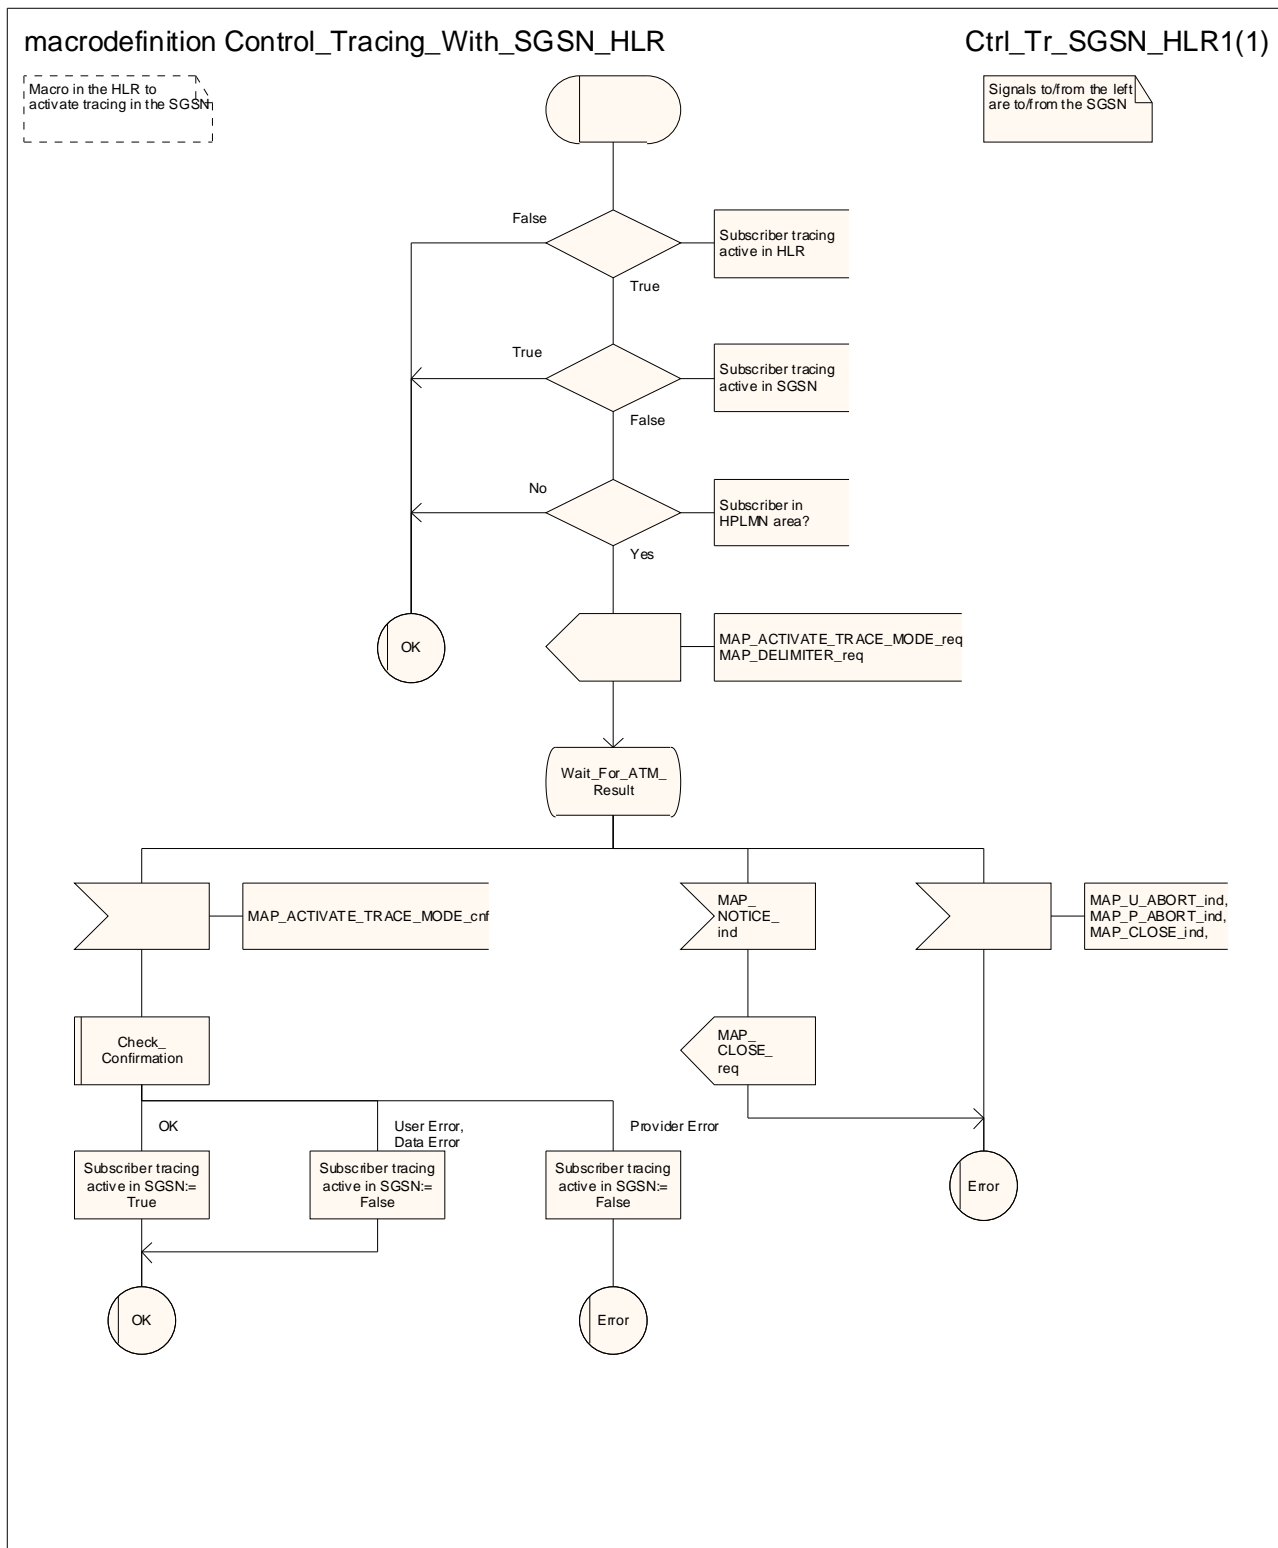 macrodefinition Control_Tracing_With_SGSN_HLR
Ctrl_Tr_SGSN_HLR1(1)
Macro in the HLR to
activate tracing in the SGSN
Signals to/from the left
are to/from the SGSN
False
Subscriber tracing
active in HLR
True
True
Subscriber tracing
active in SGSN
False
No
Subscriber in
HPLMN area?
Yes
OK
MAP_ACTIVATE_TRACE_MODE_req
MAP_DELIMITER_req
Wait_For_ATM_
Result
MAP_ACTIVATE_TRACE_MODE_cnf
MAP_
NOTICE_
ind
MAP_U_ABORT_ind,
MAP_P_ABORT_ind,
MAP_CLOSE_ind,
Check_
Confirmation
MAP_
CLOSE_
req
OK
User Error,
Data Error
Provider Error
Subscriber tracing
active in SGSN:=
True
Subscriber tracing
active in SGSN:=
False
Subscriber tracing
active in SGSN:=
False
Error
OK
Error